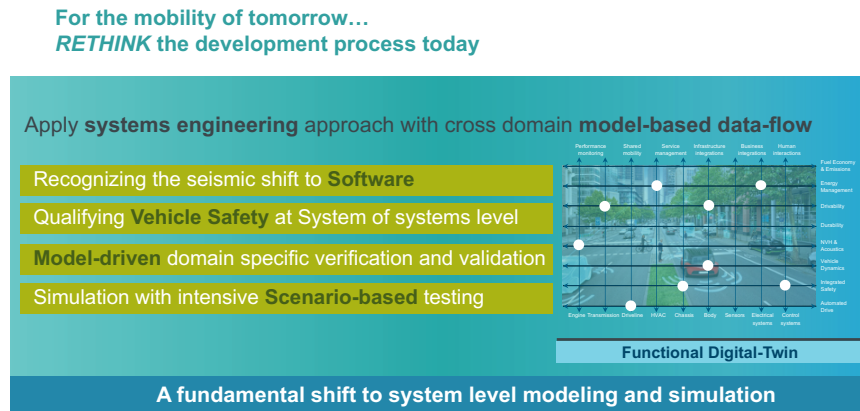 For the mobility of tomorrow…
RETHINK the development process today
Apply systems engineering approach with cross domain model-based data-flow
Recognizing the seismic shift to Software
Qualifying Vehicle Safety at System of systems level
Model-driven domain specific verification and validation
Simulation with intensive Scenario-based testing
Performance monitoring
Shared mobility
Service management
Infrastructure integrations
Business integrations
Human interactions
Fuel Economy & Emissions
Energy Management
Drivability
Durability
NVH & Acoustics
Vehicle Dynamics
Integrated Safety
Automated Drive
Engine Transmission Driveline HVAC Chassis Body Sensors Electrical systems Control systems
Functional Digital-Twin
A fundamental shift to system level modeling and simulation